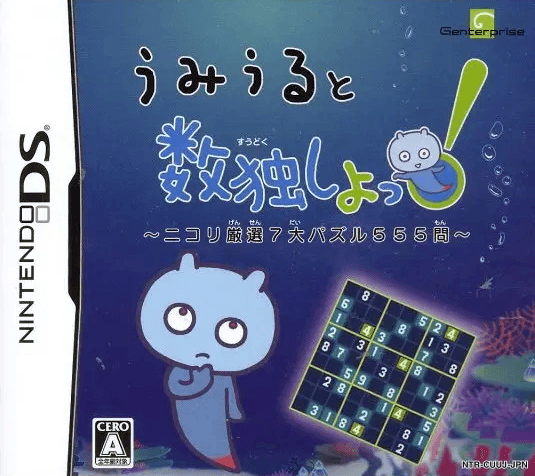 Genterprise
うみうると
すうどく
数独しよっ!
げんせん だい もん
~ニコリ厳選7大パズル555問~
NINTENDO DS
CERO
A
全年齢対象
NTR-CUUJ-JPN